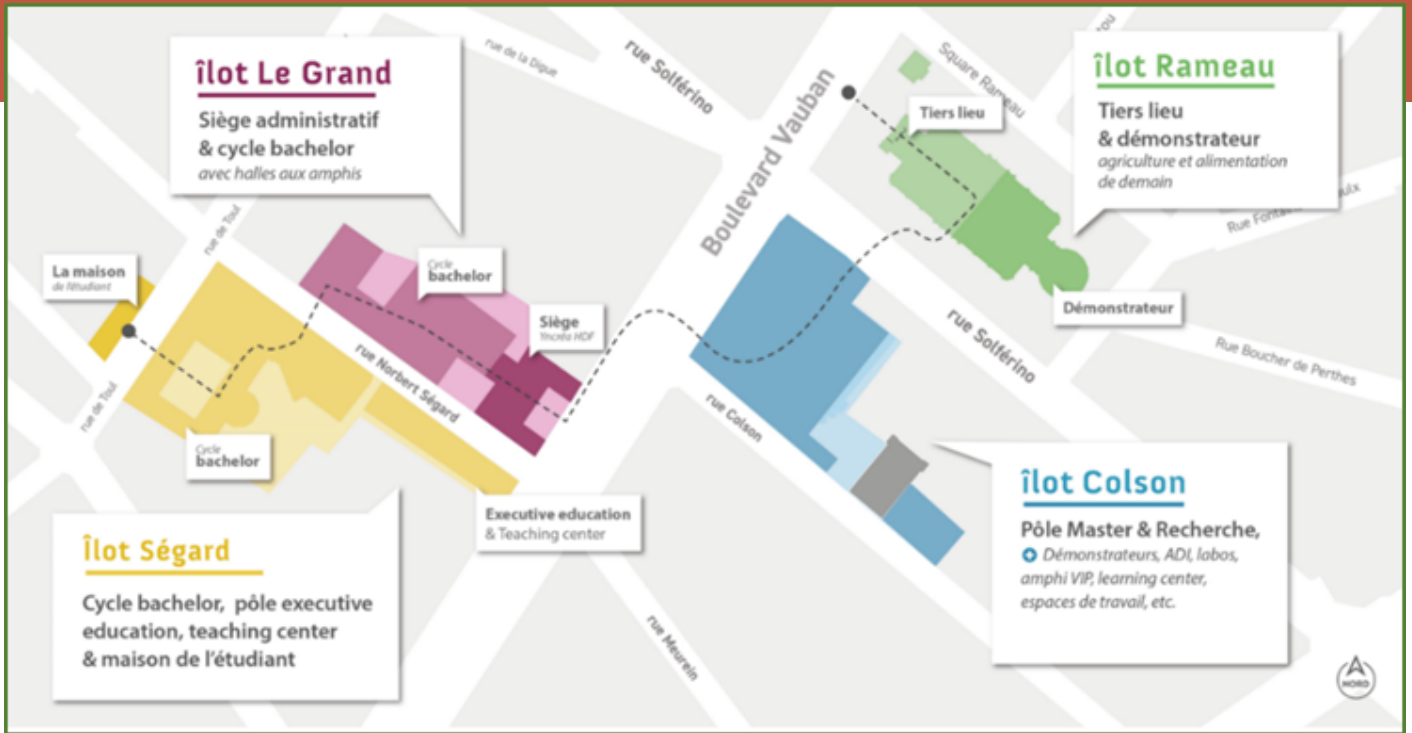 îlot Le Grand
Siège administratif
& cycle bachelor
avec halles aux amphis
rue de la Digue
rue Solférino
Boulevard Vauban
Square Rameau
îlot Rameau
Tiers lieu
& démonstrateur
agriculture et alimentation
de demain
Tiers lieu
Démonstrateur
Rue Boucher de Perthes
rue Solférino
rue de Toul
La maison
de l'étudiant
Cycle
bachelor
Siège
Yncréa HDF
rue Norbert Ségard
rue de Toul
Cycle
bachelor
rue Colson
Executive education
& Teaching center
Îlot Ségard
Cycle bachelor, pôle executive
education, teaching center
& maison de l'étudiant
rue Meurein
îlot Colson
Pôle Master & Recherche,
Démonstrateurs, ADI, labos,
amphi VIP, learning center,
espaces de travail, etc.
NORD